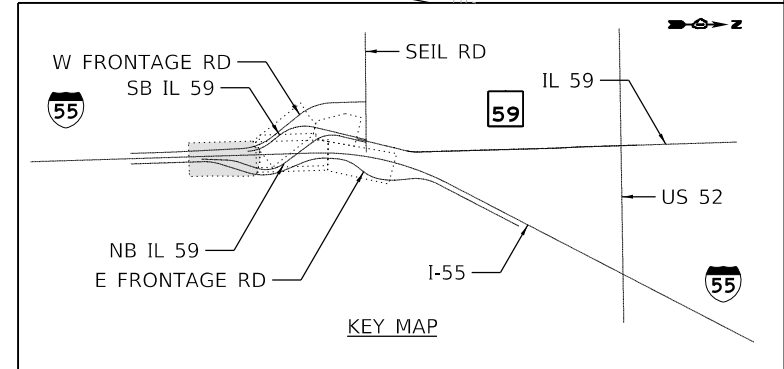 Z
SEIL RD
W FRONTAGE RD
SB IL 59
IL 59
55
59
US 52
NB IL 59
E FRONTAGE RD
I-55
55
KEY MAP